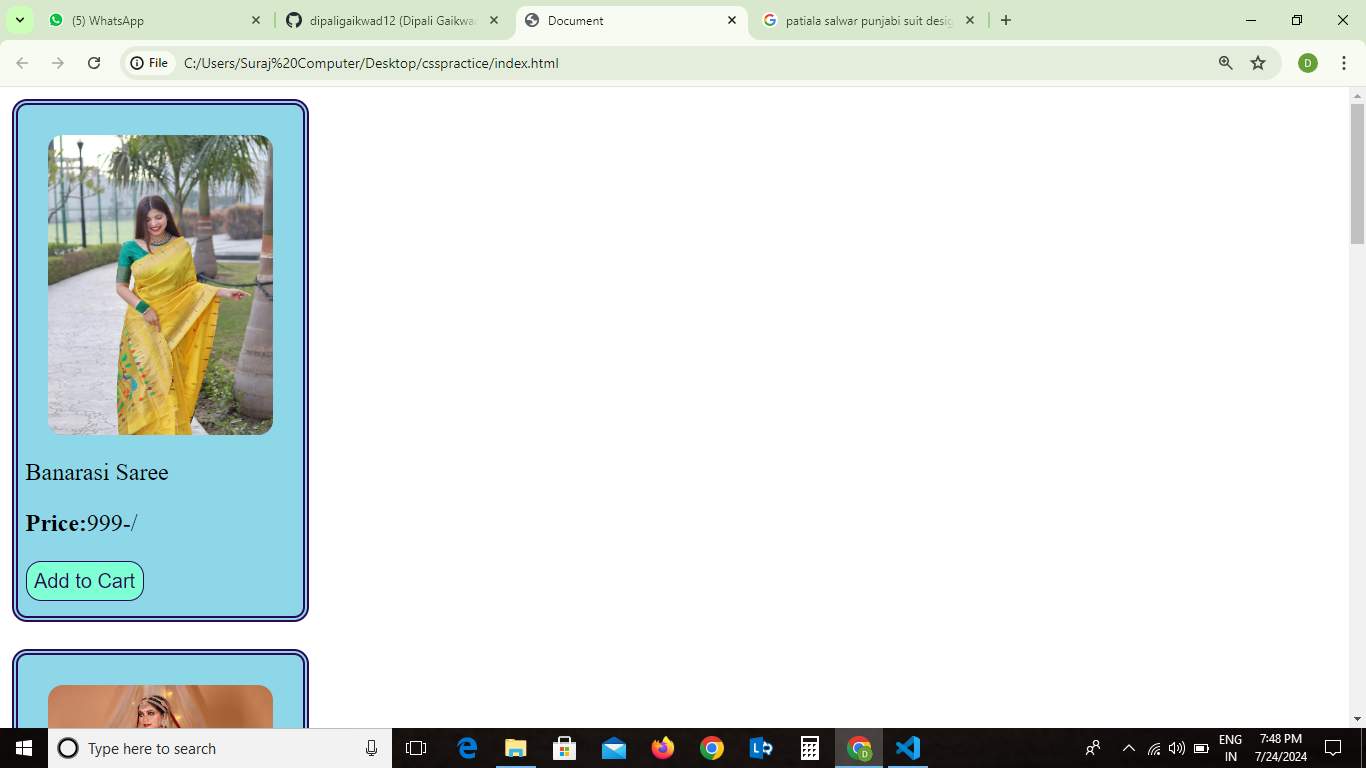 (5) WhatsApp
dipaligaikwad12 (Dipali Gaikwad
Document
patiala salwar punjabi suit desig
File
C:/Users/Suraj%20Computer/Desktop/csspractice/index.html
D
Banarasi Saree
Price:999-/
Add to Cart
Type here to search
D
ENG
IN
7:48 PM
7/24/2024